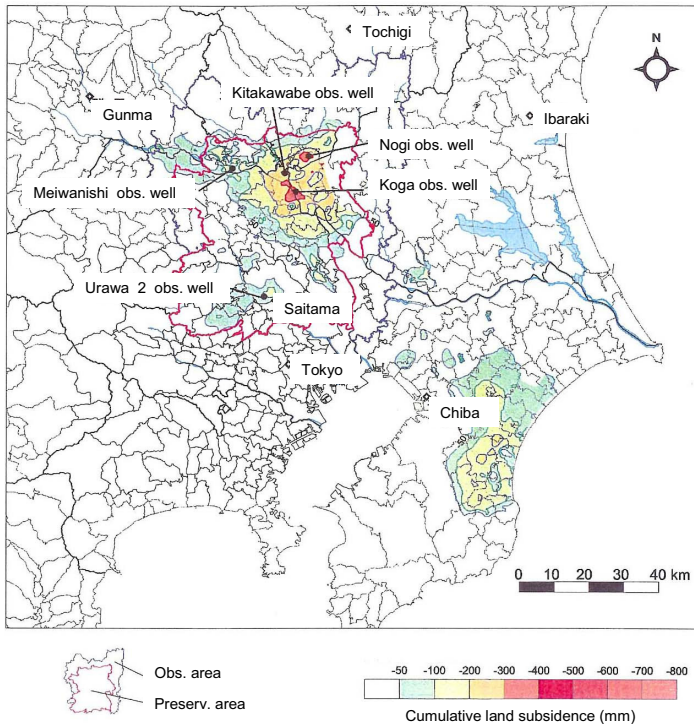 Tochigi
N
Kitakawabe obs. well
Gunma
Ibaraki
Nogi obs. well
Meiwanishi obs. well
Koga obs. well
Urawa 2 obs. well
Saitama
Tokyo
Chiba
0 10 20 30 40 km
Obs. area
Preserv. area
-50 -100 -200 -300 -400 -500 -600 -700 -800
Cumulative land subsidence (mm)